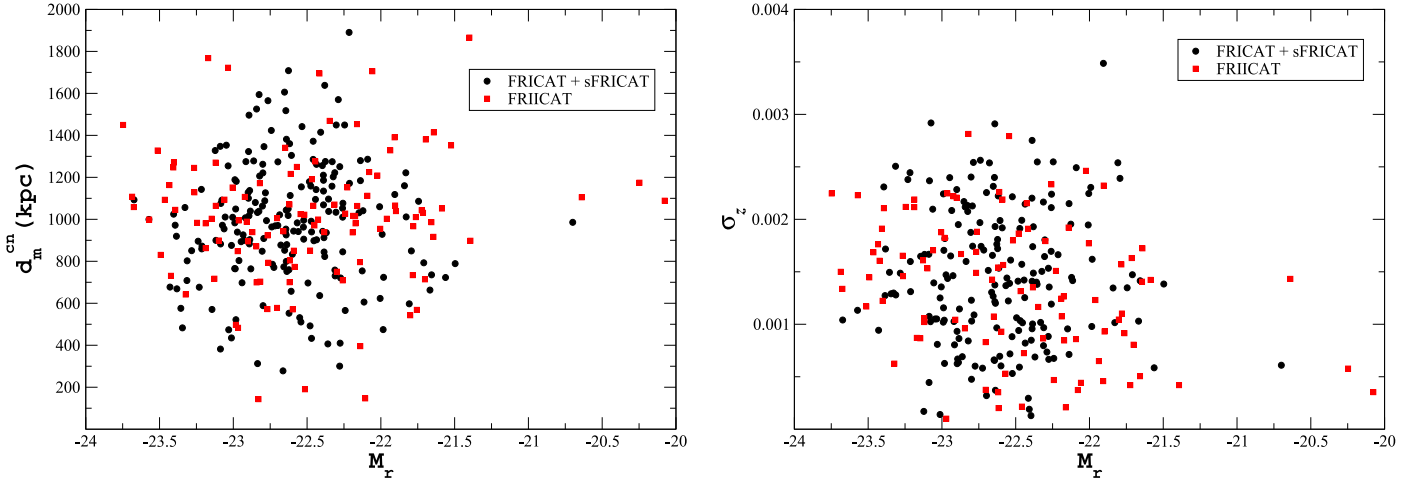 2000
1800
1600
1400
1200
1000
800
600
400
200
d_m^cn (kpc)
FRICAT + sFRICAT
FRIICAT
-24 -23.5 -23 -22.5 -22 -21.5 -21 -20.5 -20
M_r
0.004
0.003
0.002
0.001
σ_z
FRICAT + sFRICAT
FRIICAT
-24 -23.5 -23 -22.5 -22 -21.5 -21 -20.5 -20
M_r